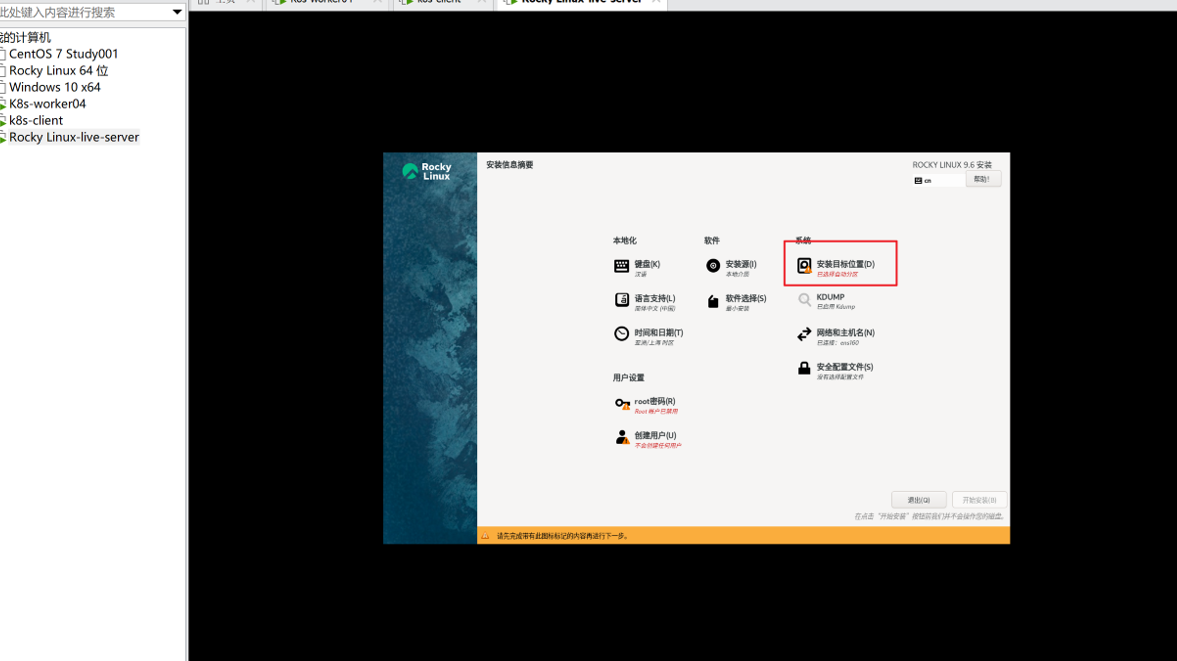 此处键入内容进行搜索
主页
K8s-worker04
k8s-client
Rocky Linux-live-server
我的计算机
CentOS 7 Study001
Rocky Linux 64 位
Windows 10 x64
K8s-worker04
k8s-client
Rocky Linux-live-server
Rocky
Linux
安装信息摘要
ROCKY LINUX 9.6 安装
cn
帮助!
本地化
键盘(K)
汉语
语言支持(L)
简体中文 (中国)
时间和日期(T)
亚洲/上海 时区
用户设置
root密码(R)
Root 帐户已禁用
创建用户(U)
不会创建任何用户
软件
安装源(I)
本地介质
软件选择(S)
最小安装
系统
安装目标位置(D)
已选择自动分区
KDUMP
已启用 Kdump
网络和主机名(N)
已连接：ens160
安全配置文件(S)
没有选择配置文件
退出(Q)
开始安装(B)
在点击“开始安装”按钮前我们并不会操作您的磁盘。
请先完成带有此图标标记的内容再进行下一步。